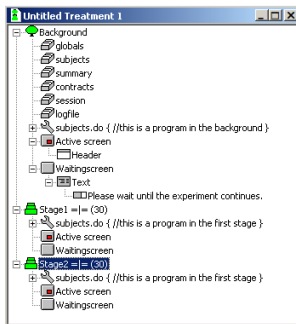 Untitled Treatment 1
Background
globals
subjects
summary
contracts
session
logfile
subjects.do { //this is a program in the background }
Active screen
Header
Waitingscreen
Text
Please wait until the experiment continues.
Stage1 =|= (30)
subjects.do { //this is a program in the first stage }
Active screen
Waitingscreen
Stage2 =|= (30)
subjects.do { //this is a program in the first stage }
Active screen
Waitingscreen